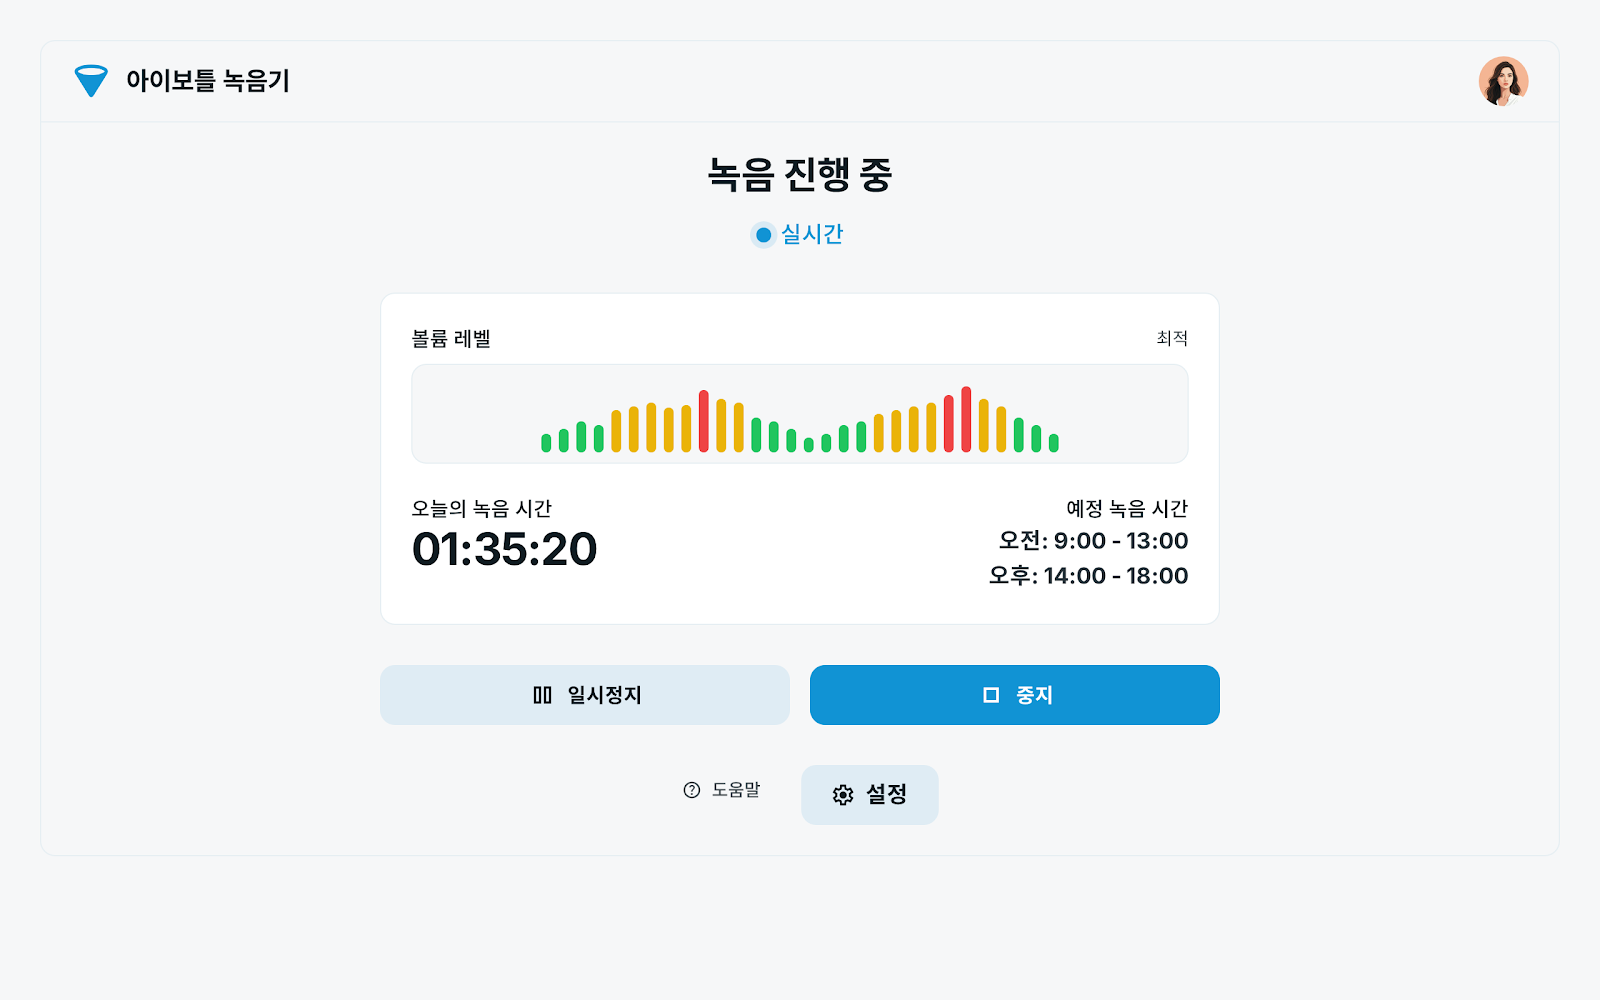 아이보틀 녹음기
녹음 진행 중
실시간
볼륨 레벨
최적
오늘의 녹음 시간
01:35:20
예정 녹음 시간
오전: 9:00 - 13:00
오후: 14:00 - 18:00
일시정지
중지
도움말
설정